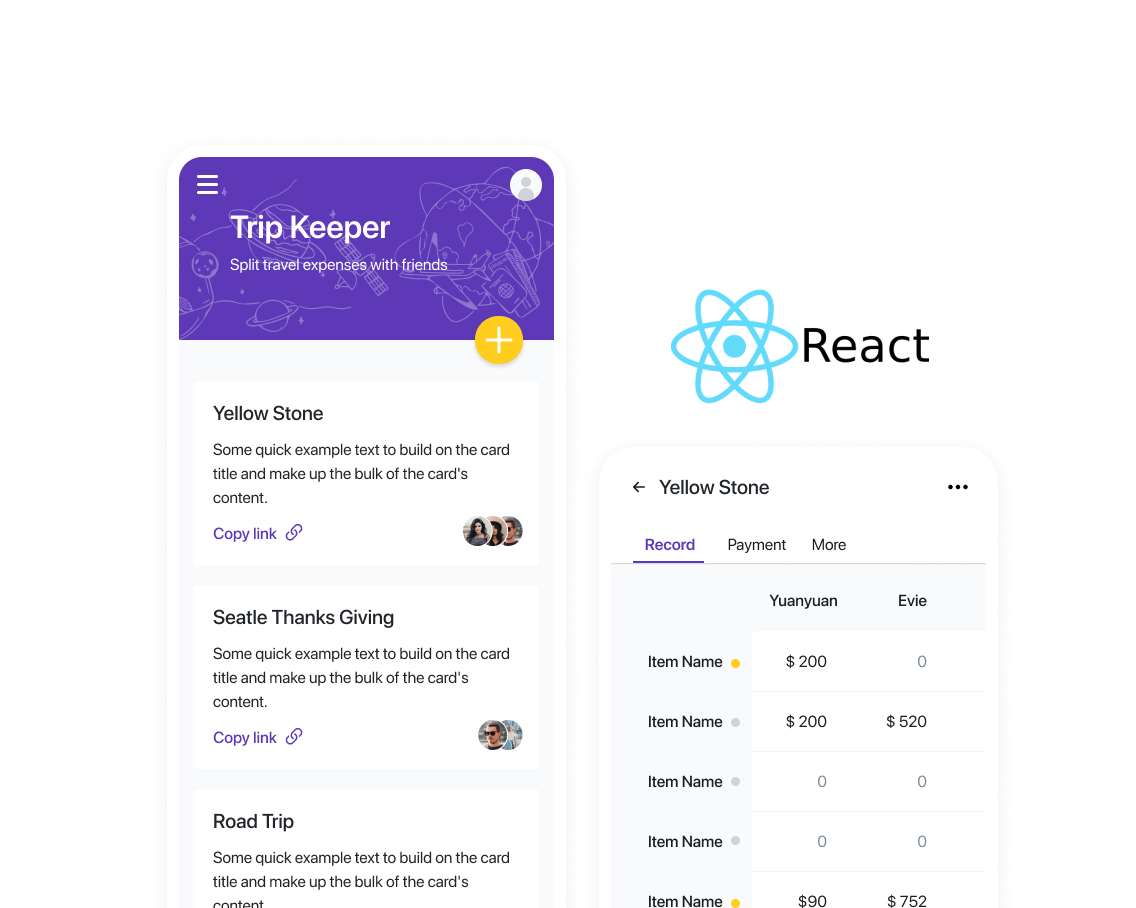 Trip Keeper
Split travel expenses with friends
Yellow Stone
Some quick example text to build on the card
title and make up the bulk of the card's
content.
Copy link
Seatle Thanks Giving
Some quick example text to build on the card
title and make up the bulk of the card's
content.
Copy link
Road Trip
Some quick example text to build on the card
title and make up the bulk of the card's
content.
React
Yellow Stone
Record Payment More
Yuanyuan Evie
Item Name $ 200 0
Item Name $ 200 $ 520
Item Name 0 0
Item Name 0 0
Item Name $90 $ 752